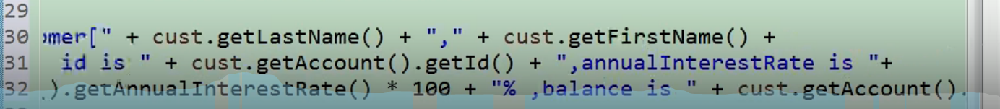 29
30 omer[" + cust.getLastName() + "," + cust.getFirstName() +
31 id is " + cust.getAccount().getId() + ",annualInterestRate is "+
32 ).getAnnualInterestRate() * 100 + "% ,balance is " + cust.getAccount().